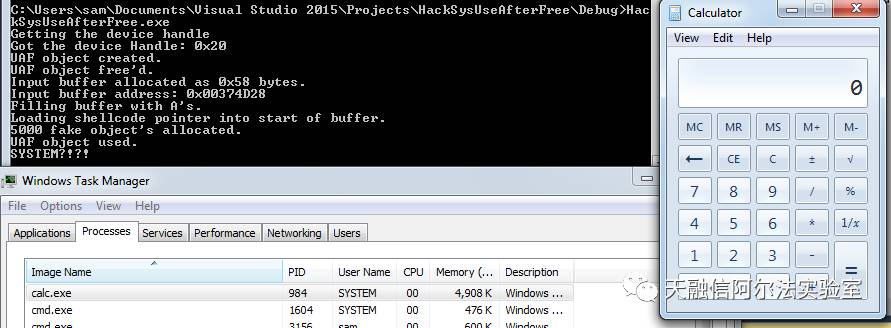 C:\Users\sam\Documents\Visual Studio 2015\Projects\HackSysUseAfterFree\Debug>Hac
kSysUseAfterFree.exe
Getting the device handle
Got the device Handle: 0x20
UAF object created.
UAF object free'd.
Input buffer allocated as 0x58 bytes.
Input buffer address: 0x00374D28
Filling buffer with A's.
Loading shellcode pointer into start of buffer.
5000 fake object's allocated.
UAF object used.
SYSTEM?!?!
Calculator
View Edit Help
0
MC MR MS M+ M-
← CE C ± √
7 8 9 / %
4 5 6 * 1/x
1 2 3 - =
Windows Task Manager
File Options View Help
Applications Processes Services Performance Networking Users
Image Name PID User Name CPU Memory (... Description
calc.exe 984 SYSTEM 00 4,908 K Windows ...
cmd.exe 1604 SYSTEM 00 476 K Windows ...
cmd.exe 3156 sam 00 600 K Windows ...
天融信阿尔法实验室